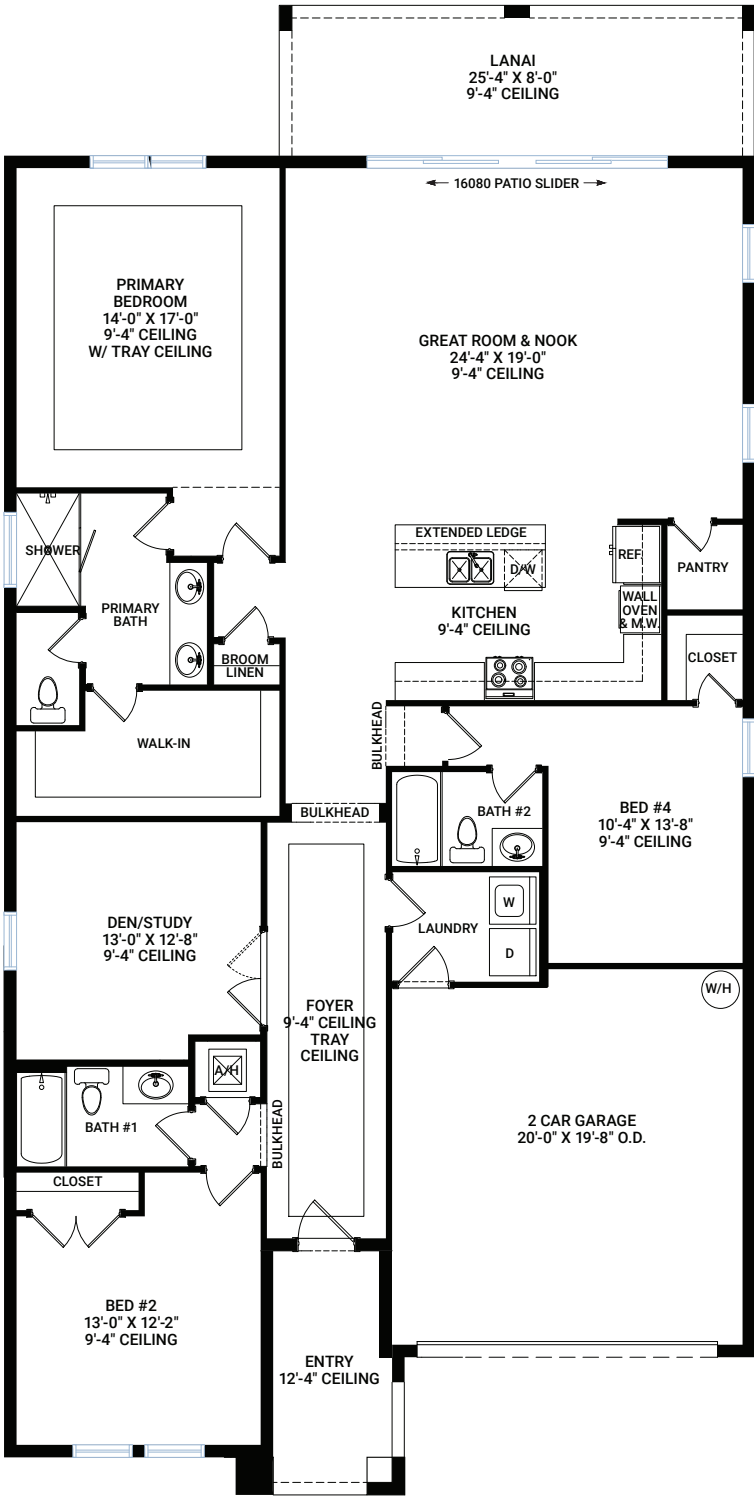 LANAI
25'-4" X 8'-0"
9'-4" CEILING
16080 PATIO SLIDER
PRIMARY
BEDROOM
14'-0" X 17'-0"
9'-4" CEILING
W/ TRAY CEILING
GREAT ROOM & NOOK
24'-4" X 19'-0"
9'-4" CEILING
SHOWER
EXTENDED LEDGE
D/W
REF.
PANTRY
PRIMARY
BATH
KITCHEN
9'-4" CEILING
WALL
OVEN
& M.W.
BROOM
LINEN
CLOSET
WALK-IN
BULKHEAD
BULKHEAD
BATH #2
BED #4
10'-4" X 13'-8"
9'-4" CEILING
DEN/STUDY
13'-0" X 12'-8"
9'-4" CEILING
LAUNDRY
W
D
W/H
FOYER
9'-4" CEILING
TRAY
CEILING
A/H
BATH #1
BULKHEAD
2 CAR GARAGE
20'-0" X 19'-8" O.D.
CLOSET
BED #2
13'-0" X 12'-2"
9'-4" CEILING
ENTRY
12'-4" CEILING